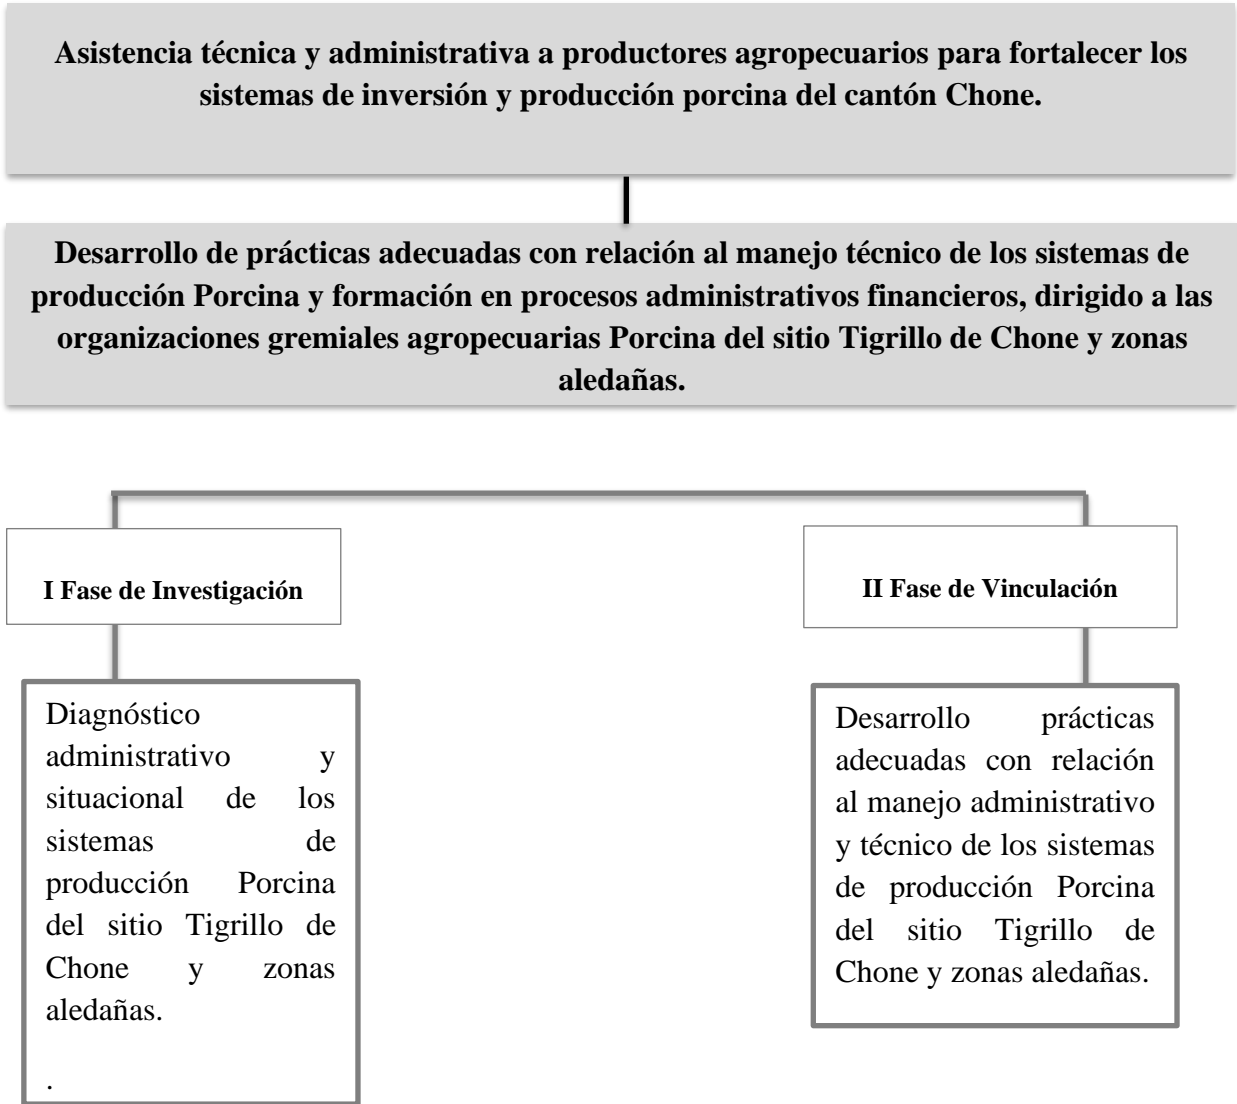 Asistencia técnica y administrativa a productores agropecuarios para fortalecer los
sistemas de inversión y producción porcina del cantón Chone.
Desarrollo de prácticas adecuadas con relación al manejo técnico de los sistemas de
producción Porcina y formación en procesos administrativos financieros, dirigido a las
organizaciones gremiales agropecuarias Porcina del sitio Tigrillo de Chone y zonas
aledañas.
I Fase de Investigación
Diagnóstico
administrativo y
situacional de los
sistemas de
producción Porcina
del sitio Tigrillo de
Chone y zonas
aledañas.
.
II Fase de Vinculación
Desarrollo prácticas
adecuadas con relación
al manejo administrativo
y técnico de los sistemas
de producción Porcina
del sitio Tigrillo de
Chone y zonas aledañas.